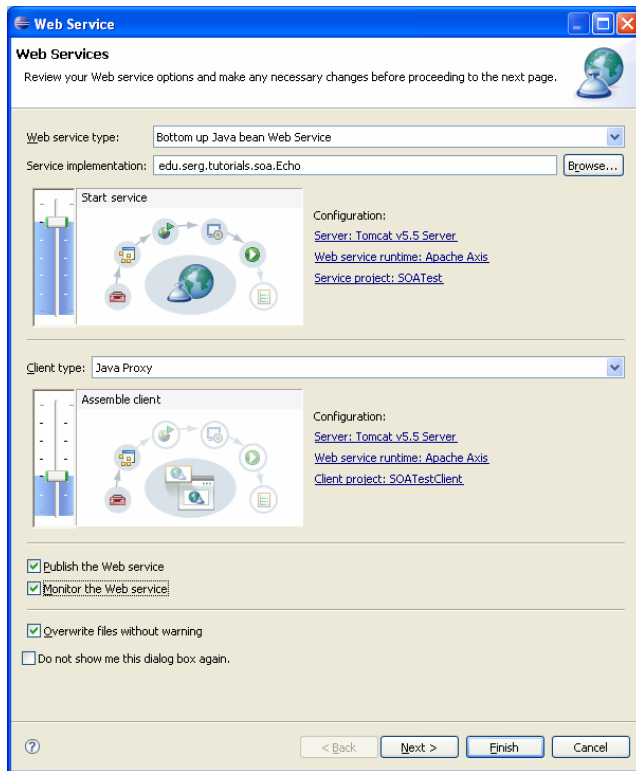 Web Service
Web Services
Review your Web service options and make any necessary changes before proceeding to the next page.
Web service type: Bottom up Java bean Web Service
Service implementation: edu.serg.tutorials.soa.Echo Browse...
Start service
Configuration:
Server: Tomcat v5.5 Server
Web service runtime: Apache Axis
Service project: SOATest
Client type: Java Proxy
Assemble client
Configuration:
Server: Tomcat v5.5 Server
Web service runtime: Apache Axis
Client project: SOATestClient
Publish the Web service
Monitor the Web service
Overwrite files without warning
Do not show me this dialog box again.
? < Back Next > Finish Cancel